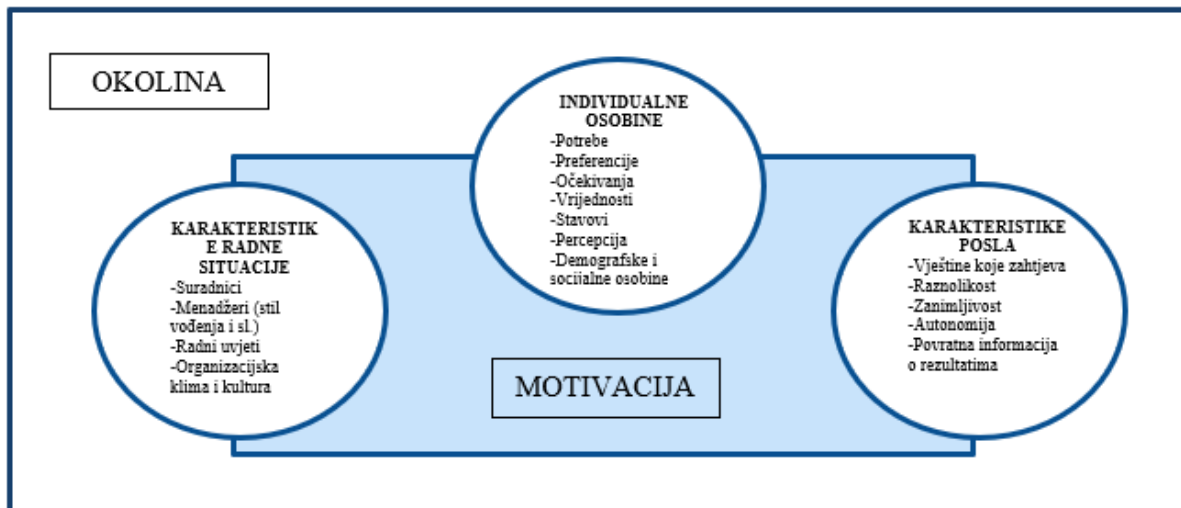 OKOLINA
INDIVIDUALNE
OSOBINE
-Potrebe
-Preferencije
-Očekivanja
-Vrijednosti
-Stavovi
-Percepcija
-Demografske i
socijalne osobine
KARAKTERISTIK
E RADNE
SITUACIJE
-Suradnici
-Menadžeri (stil
vođenja i sl.)
-Radni uvjeti
-Organizacijska
klima i kultura
KARAKTERISTIKE
POSLA
-Vještine koje zahtjeva
-Raznolikost
-Zanimljivost
-Autonomija
-Povratna informacija
o rezultatima
MOTIVACIJA